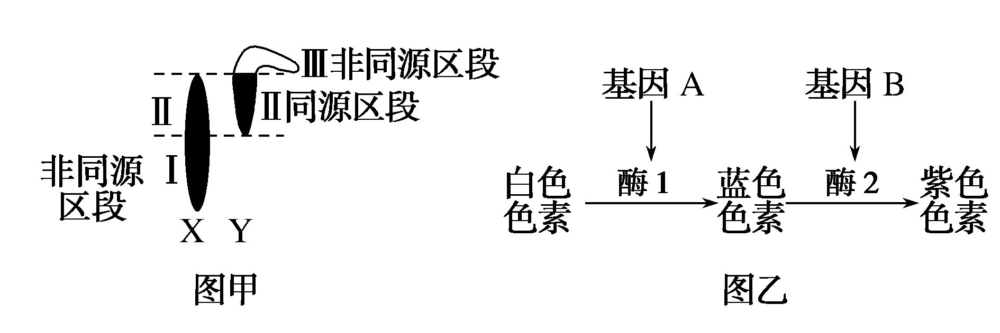 Ⅲ非同源区段
Ⅱ
Ⅱ同源区段
非同源
区段
Ⅰ
X Y
图甲
基因 A
基因 B
白色
色素
酶 1
蓝色
色素
酶 2
紫色
色素
图乙